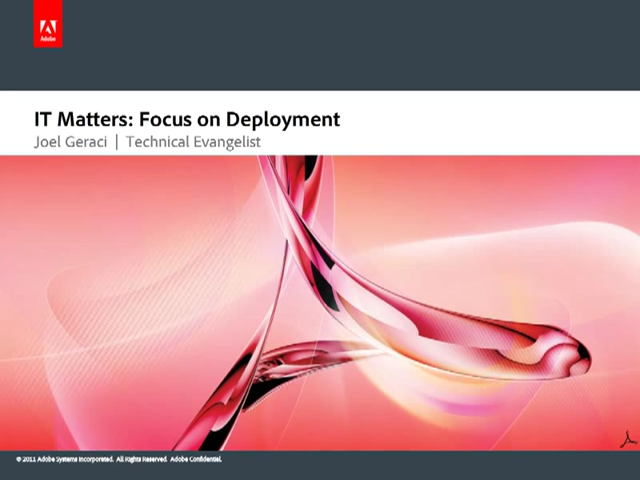 Adobe
IT Matters: Focus on Deployment
Joel Geraci | Technical Evangelist
© 2011 Adobe Systems Incorporated. All Rights Reserved. Adobe Confidential.